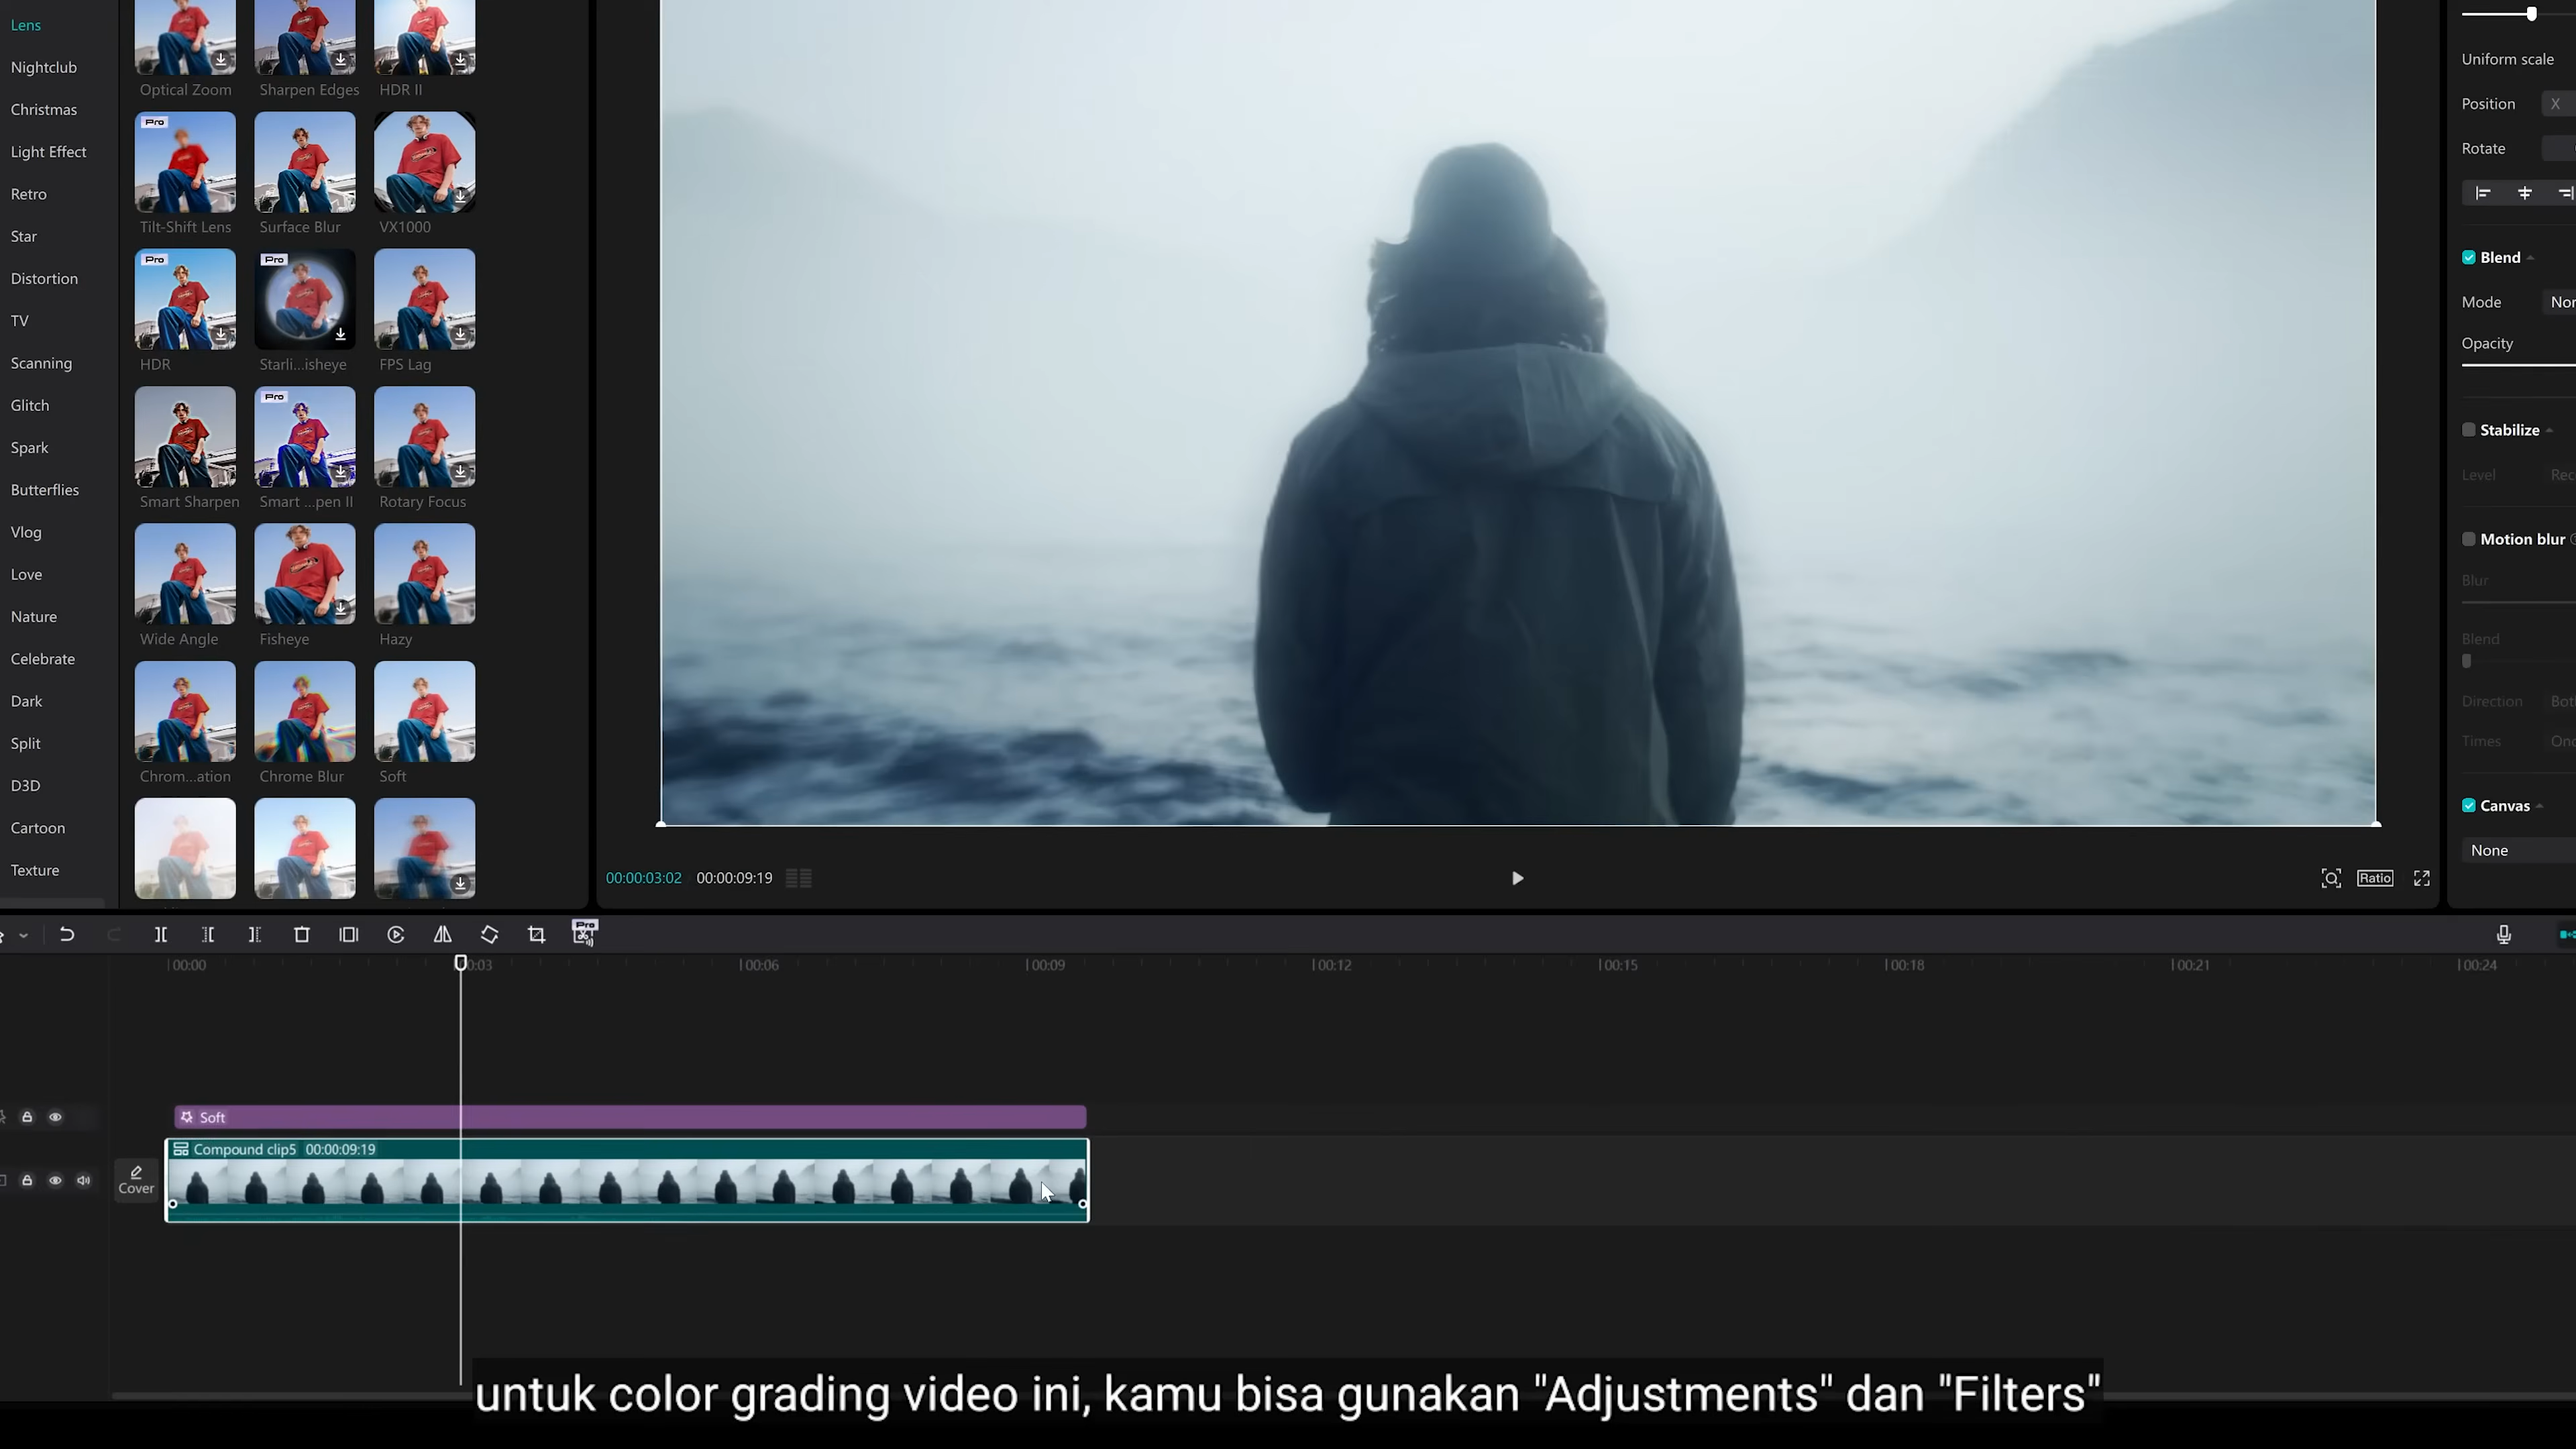 Lens
Nightclub
Christmas
Light Effect
Retro
Star
Distortion
TV
Scanning
Glitch
Spark
Butterflies
Vlog
Love
Nature
Celebrate
Dark
Split
D3D
Cartoon
Texture
Optical Zoom Sharpen Edges HDR II
Pro
Tilt-Shift Lens Surface Blur VX1000
Pro Pro
HDR Starli...isheye FPS Lag
Pro
Smart Sharpen Smart ...pen II Rotary Focus
Wide Angle Fisheye Hazy
Chrom...ation Chrome Blur Soft
00:00:03:02 00:00:09:19
Ratio
Uniform scale
Position X
Rotate
Blend
Mode Nor
Opacity
Stabilize
Level Rec
Motion blur
Blur
Blend
Direction Bot
Times Onc
Canvas
None
Pro
00:00 00:03 00:06 00:09 00:12 00:15 00:18 00:21 00:24
Soft
Compound clip5 00:00:09:19
Cover
untuk color grading video ini, kamu bisa gunakan "Adjustments" dan "Filters"